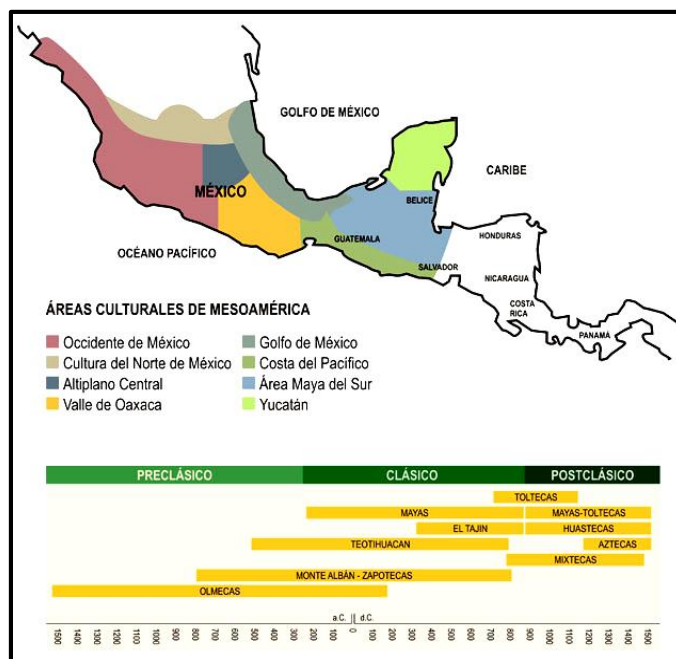 GOLFO DE MÉXICO
CARIBE
MÉXICO
BELICE
GUATEMALA
HONDURAS
OCÉANO PACÍFICO
SALVADOR
NICARAGUA
COSTA
RICA
PANAMÁ
ÁREAS CULTURALES DE MESOAMÉRICA
Occidente de México
Golfo de México
Cultura del Norte de México
Costa del Pacífico
Altiplano Central
Área Maya del Sur
Valle de Oaxaca
Yucatán
PRECLÁSICO CLÁSICO POSTCLÁSICO
TOLTECAS
MAYAS MAYAS-TOLTECAS
EL TAJIN HUASTECAS
TEOTIHUACAN AZTECAS
MIXTECAS
MONTE ALBÁN - ZAPOTECAS
OLMECAS
a.C. d.C.
1500 1400 1300 1200 1100 1000 900 800 700 600 500 400 300 200 100 0 100 200 300 400 500 600 700 800 900 1000 1100 1200 1300 1400 1500